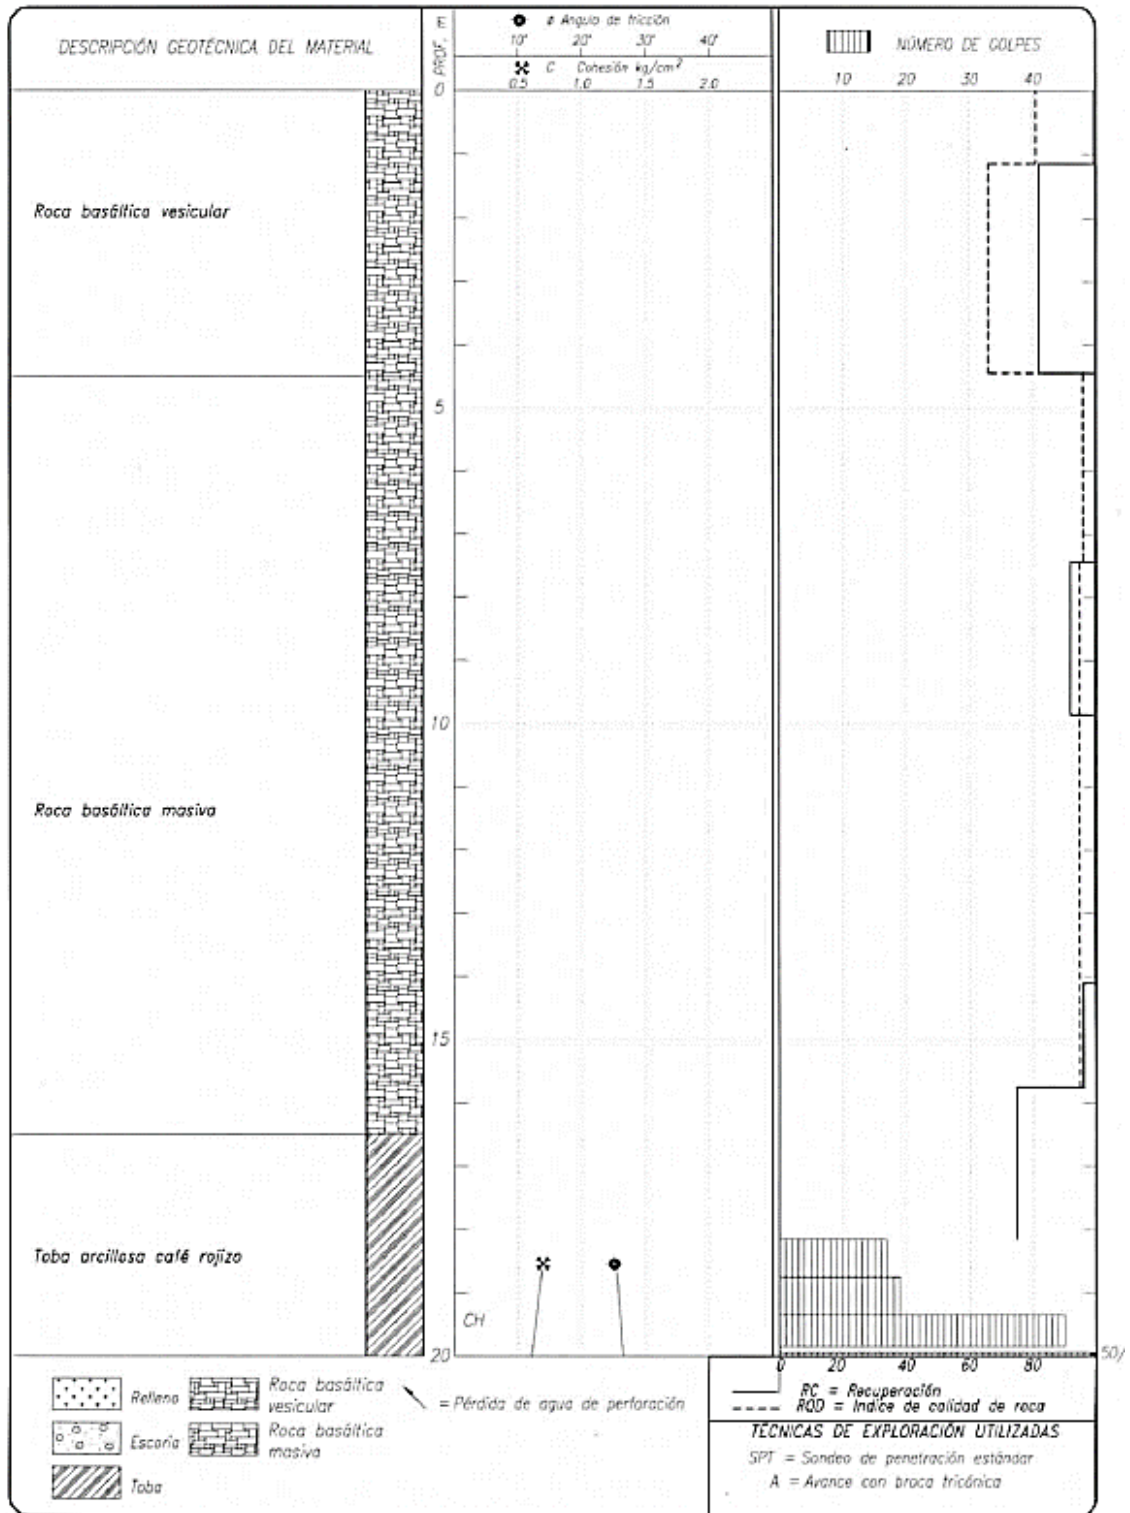 DESCRIPCIÓN GEOTÉCNICA DEL MATERIAL
PROF. m
ø Angulo de fricción
10° 20° 30° 40°
C Cohesión kg/cm²
0.5 1.0 1.5 2.0
NÚMERO DE GOLPES
10 20 30 40
0
Roca basáltica vesicular
5
10
Roca basáltica masiva
15
Toba arcillosa café rojizo
CH
20
50/
0 20 40 60 80
Relleno
Roca basáltica vesicular
= Pérdida de agua de perforación
RC = Recuperación
RQD = Indice de calidad de roca
Escoria
Roca basáltica masiva
Toba
TÉCNICAS DE EXPLORACIÓN UTILIZADAS
SPT = Sondeo de penetración estándar
A = Avance con broca tricónica